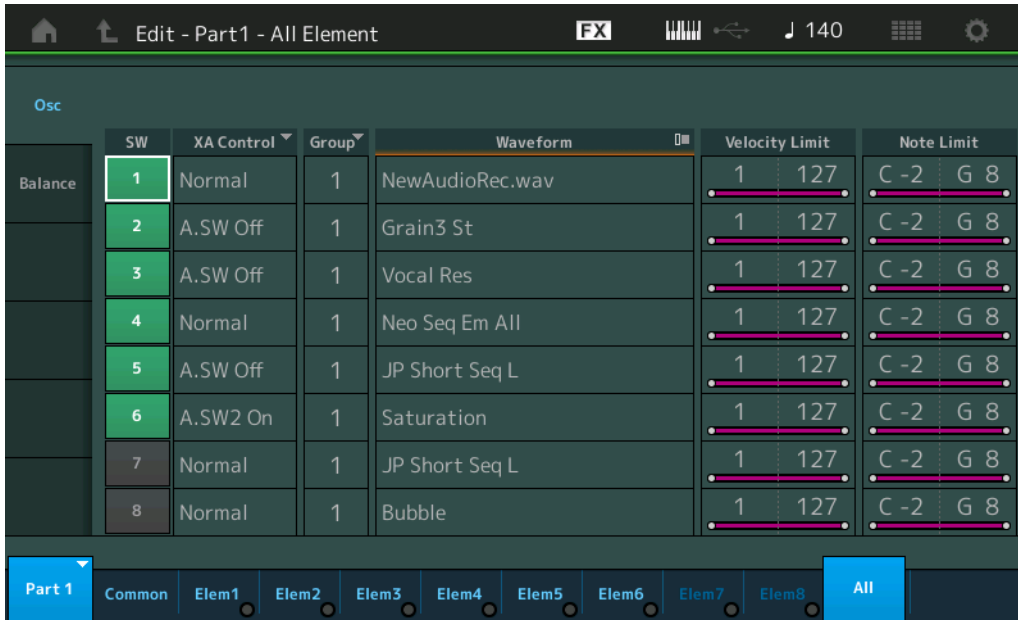 Edit - Part1 - All Element FX ♩ 140
Osc
SW XA Control Group Waveform Velocity Limit Note Limit
Balance
1 Normal 1 NewAudioRec.wav 1 127 C -2 G 8
2 A.SW Off 1 Grain3 St 1 127 C -2 G 8
3 A.SW Off 1 Vocal Res 1 127 C -2 G 8
4 Normal 1 Neo Seq Em All 1 127 C -2 G 8
5 A.SW Off 1 JP Short Seq L 1 127 C -2 G 8
6 A.SW2 On 1 Saturation 1 127 C -2 G 8
7 Normal 1 JP Short Seq L 1 127 C -2 G 8
8 Normal 1 Bubble 1 127 C -2 G 8
Part 1 Common Elem1 Elem2 Elem3 Elem4 Elem5 Elem6 Elem7 Elem8 All